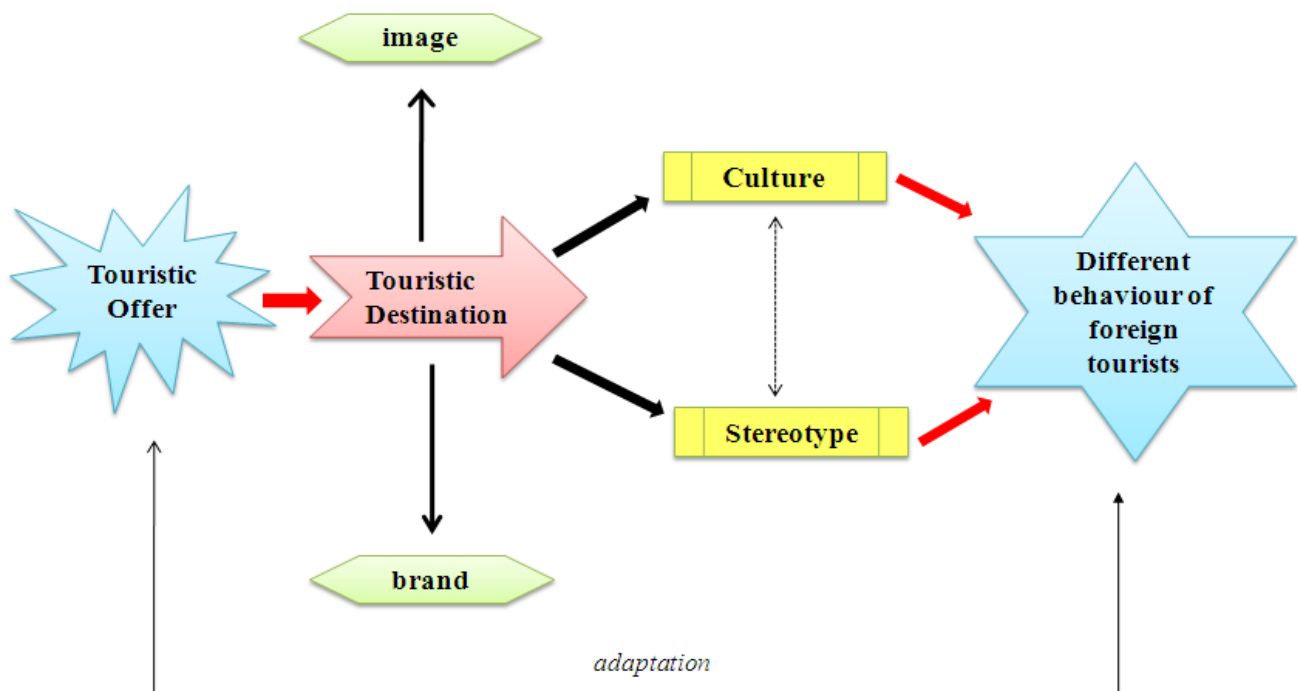 image
Culture
Touristic
Offer
Touristic
Destination
Different
behaviour of
foreign
tourists
Stereotype
brand
adaptation